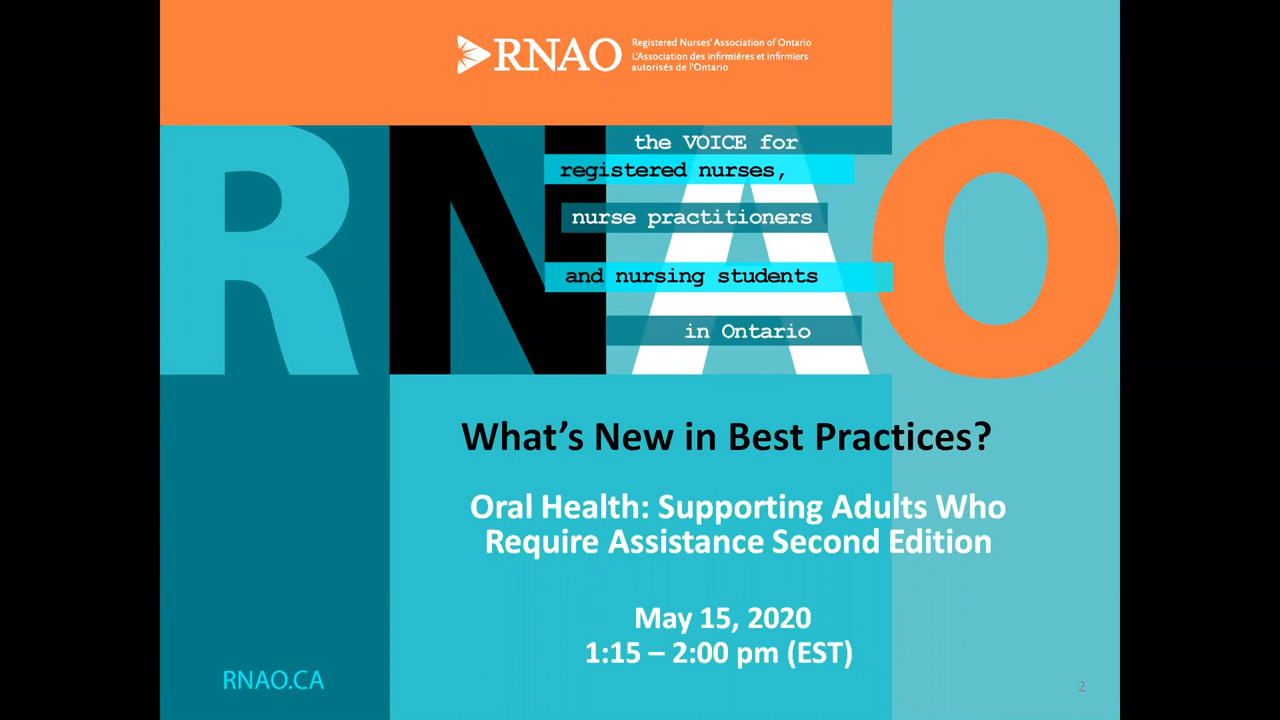 RNAO
Registered Nurses' Association of Ontario
L'Association des infirmières et infirmiers
autorisés de l'Ontario
RNAO
the VOICE for
registered nurses,
nurse practitioners
and nursing students
in Ontario
What's New in Best Practices?
Oral Health: Supporting Adults Who
Require Assistance Second Edition
May 15, 2020
1:15 – 2:00 pm (EST)
RNAO.CA
2